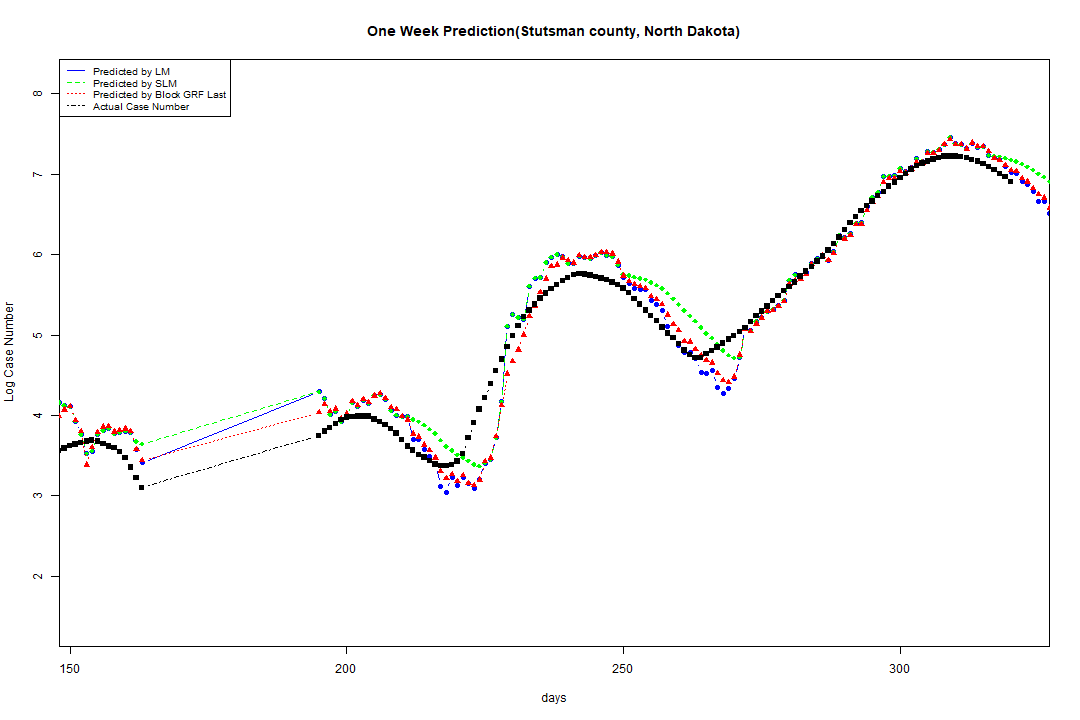 One Week Prediction(Stutsman county, North Dakota)
Predicted by LM
Predicted by SLM
Predicted by Block GRF Last
Actual Case Number
Log Case Number
8
7
6
5
4
3
2
150 200 250 300
days